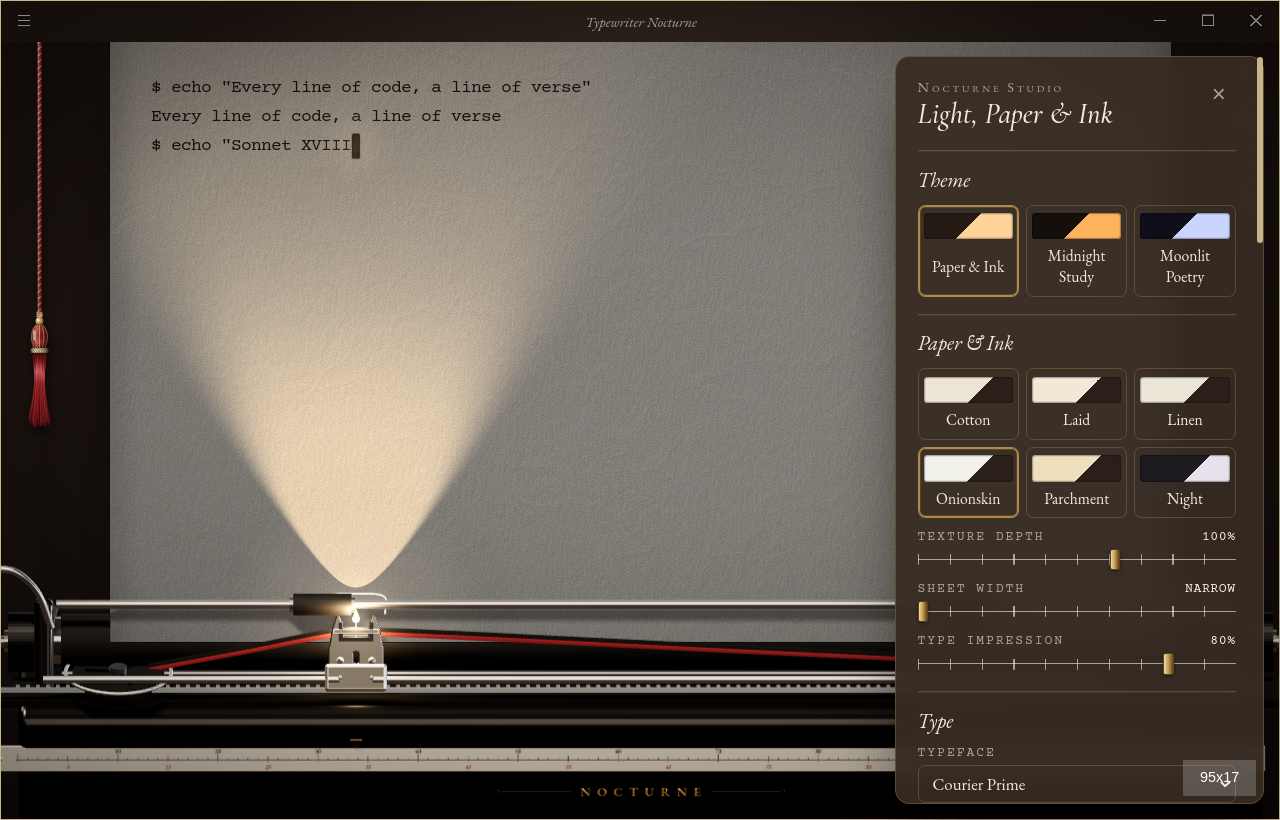 Typewriter Nocturne
$ echo "Every line of code, a line of verse"
Every line of code, a line of verse
$ echo "Sonnet XVIII
Nocturne Studio
Light, Paper & Ink
Theme
Paper & Ink
Midnight Study
Moonlit Poetry
Paper & Ink
Cotton
Laid
Linen
Onionskin
Parchment
Night
TEXTURE DEPTH 100%
SHEET WIDTH NARROW
TYPE IMPRESSION 80%
Type
TYPEFACE
Courier Prime
95x17
NOCTURNE